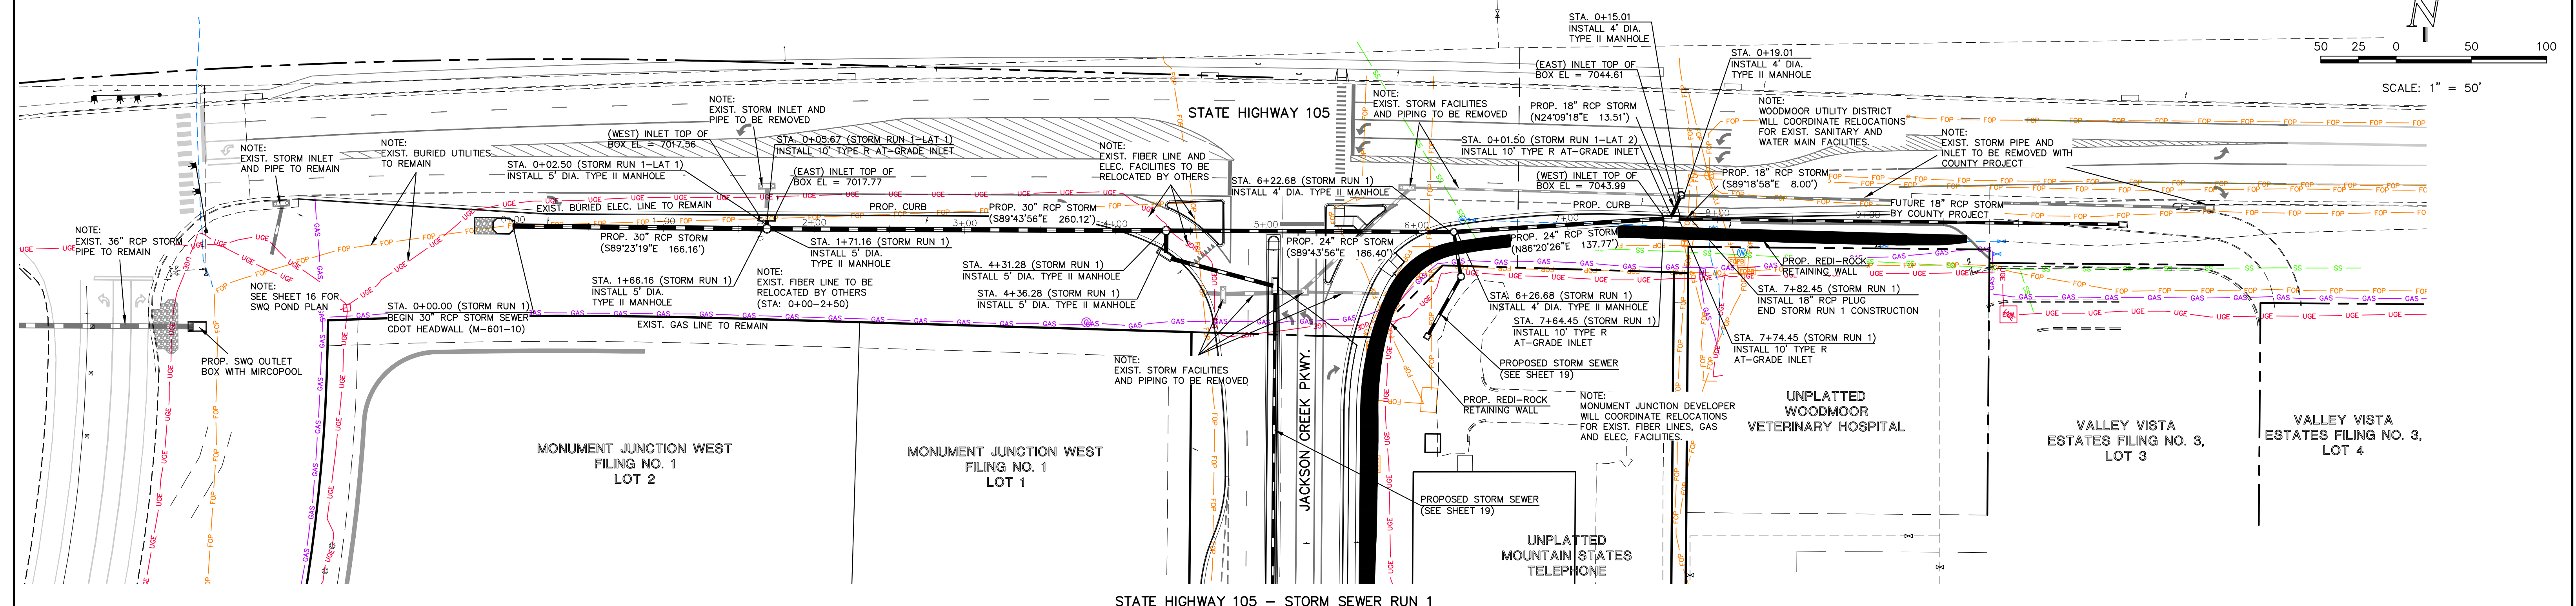 N
50 25 0 50 100
SCALE: 1" = 50'
STATE HIGHWAY 105
NOTE:
EXIST. STORM INLET
AND PIPE TO REMAIN
NOTE:
EXIST. BURIED UTILITIES
TO REMAIN
NOTE:
EXIST. STORM INLET AND
PIPE TO BE REMOVED
(WEST) INLET TOP OF
BOX EL = 7017.56
STA. 0+02.50 (STORM RUN 1-LAT 1)
INSTALL 5' DIA. TYPE II MANHOLE
STA. 0+05.67 (STORM RUN 1-LAT 1)
INSTALL 10' TYPE R AT-GRADE INLET
(EAST) INLET TOP OF
BOX EL = 7017.77
NOTE:
EXIST. FIBER LINE AND
ELEC. FACILITIES TO BE
RELOCATED BY OTHERS
STA. 6+22.68 (STORM RUN 1)
INSTALL 4' DIA. TYPE II MANHOLE
NOTE:
EXIST. STORM FACILITIES
AND PIPING TO BE REMOVED
STA. 0+15.01
INSTALL 4' DIA.
TYPE II MANHOLE
(EAST) INLET TOP OF
BOX EL = 7044.61
PROP. 18" RCP STORM
(N24°09'18"E 13.51')
STA. 0+01.50 (STORM RUN 1-LAT 2)
INSTALL 10' TYPE R AT-GRADE INLET
(WEST) INLET TOP OF
BOX EL = 7043.99
STA. 0+19.01
INSTALL 4' DIA.
TYPE II MANHOLE
NOTE:
WOODMOOR UTILITY DISTRICT
WILL COORDINATE RELOCATIONS
FOR EXIST. SANITARY AND
WATER MAIN FACILITIES.
NOTE:
EXIST. STORM PIPE AND
INLET TO BE REMOVED WITH
COUNTY PROJECT
PROP. 18" RCP STORM
(S89°18'58"E 8.00')
FUTURE 18" RCP STORM
BY COUNTY PROJECT
EXIST. BURIED ELEC. LINE TO REMAIN
PROP. CURB
PROP. CURB
PROP. 30" RCP STORM
(S89°43'56"E 260.12')
0+00 1+00 2+00 3+00 4+00 5+00 6+00 7+00 8+00 9+00
NOTE:
EXIST. 36" RCP STORM
PIPE TO REMAIN
PROP. 30" RCP STORM
(S89°23'19"E 166.16')
STA. 1+71.16 (STORM RUN 1)
INSTALL 5' DIA.
TYPE II MANHOLE
STA. 1+66.16 (STORM RUN 1)
INSTALL 5' DIA.
TYPE II MANHOLE
NOTE:
EXIST. FIBER LINE TO BE
RELOCATED BY OTHERS
(STA: 0+00-2+50)
STA. 4+31.28 (STORM RUN 1)
INSTALL 5' DIA. TYPE II MANHOLE
STA. 4+36.28 (STORM RUN 1)
INSTALL 5' DIA. TYPE II MANHOLE
PROP. 24" RCP STORM
(S89°43'56"E 186.40')
PROP. 24" RCP STORM
(N86°20'26"E 137.77')
PROP. REDI-ROCK
RETAINING WALL
STA. 7+82.45 (STORM RUN 1)
INSTALL 18" RCP PLUG
END STORM RUN 1 CONSTRUCTION
STA. 6+26.68 (STORM RUN 1)
INSTALL 4' DIA. TYPE II MANHOLE
STA. 7+64.45 (STORM RUN 1)
INSTALL 10' TYPE R
AT-GRADE INLET
STA. 7+74.45 (STORM RUN 1)
INSTALL 10' TYPE R
AT-GRADE INLET
NOTE:
SEE SHEET 16 FOR
SWQ POND PLAN
STA. 0+00.00 (STORM RUN 1)
BEGIN 30" RCP STORM SEWER
CDOT HEADWALL (M-601-10)
EXIST. GAS LINE TO REMAIN
PROP. SWQ OUTLET
BOX WITH MIRCOPOOL
NOTE:
EXIST. STORM FACILITIES
AND PIPING TO BE REMOVED
PROPOSED STORM SEWER
(SEE SHEET 19)
PROP. REDI-ROCK
RETAINING WALL
NOTE:
MONUMENT JUNCTION DEVELOPER
WILL COORDINATE RELOCATIONS
FOR EXIST. FIBER LINES, GAS
AND ELEC. FACILITIES.
JACKSON CREEK PKWY.
PROPOSED STORM SEWER
(SEE SHEET 19)
MONUMENT JUNCTION WEST
FILING NO. 1
LOT 2
MONUMENT JUNCTION WEST
FILING NO. 1
LOT 1
UNPLATTED
MOUNTAIN STATES
TELEPHONE
UNPLATTED
WOODMOOR
VETERINARY HOSPITAL
VALLEY VISTA
ESTATES FILING NO. 3,
LOT 3
VALLEY VISTA
ESTATES FILING NO. 3,
LOT 4
STATE HIGHWAY 105 – STORM SEWER RUN 1